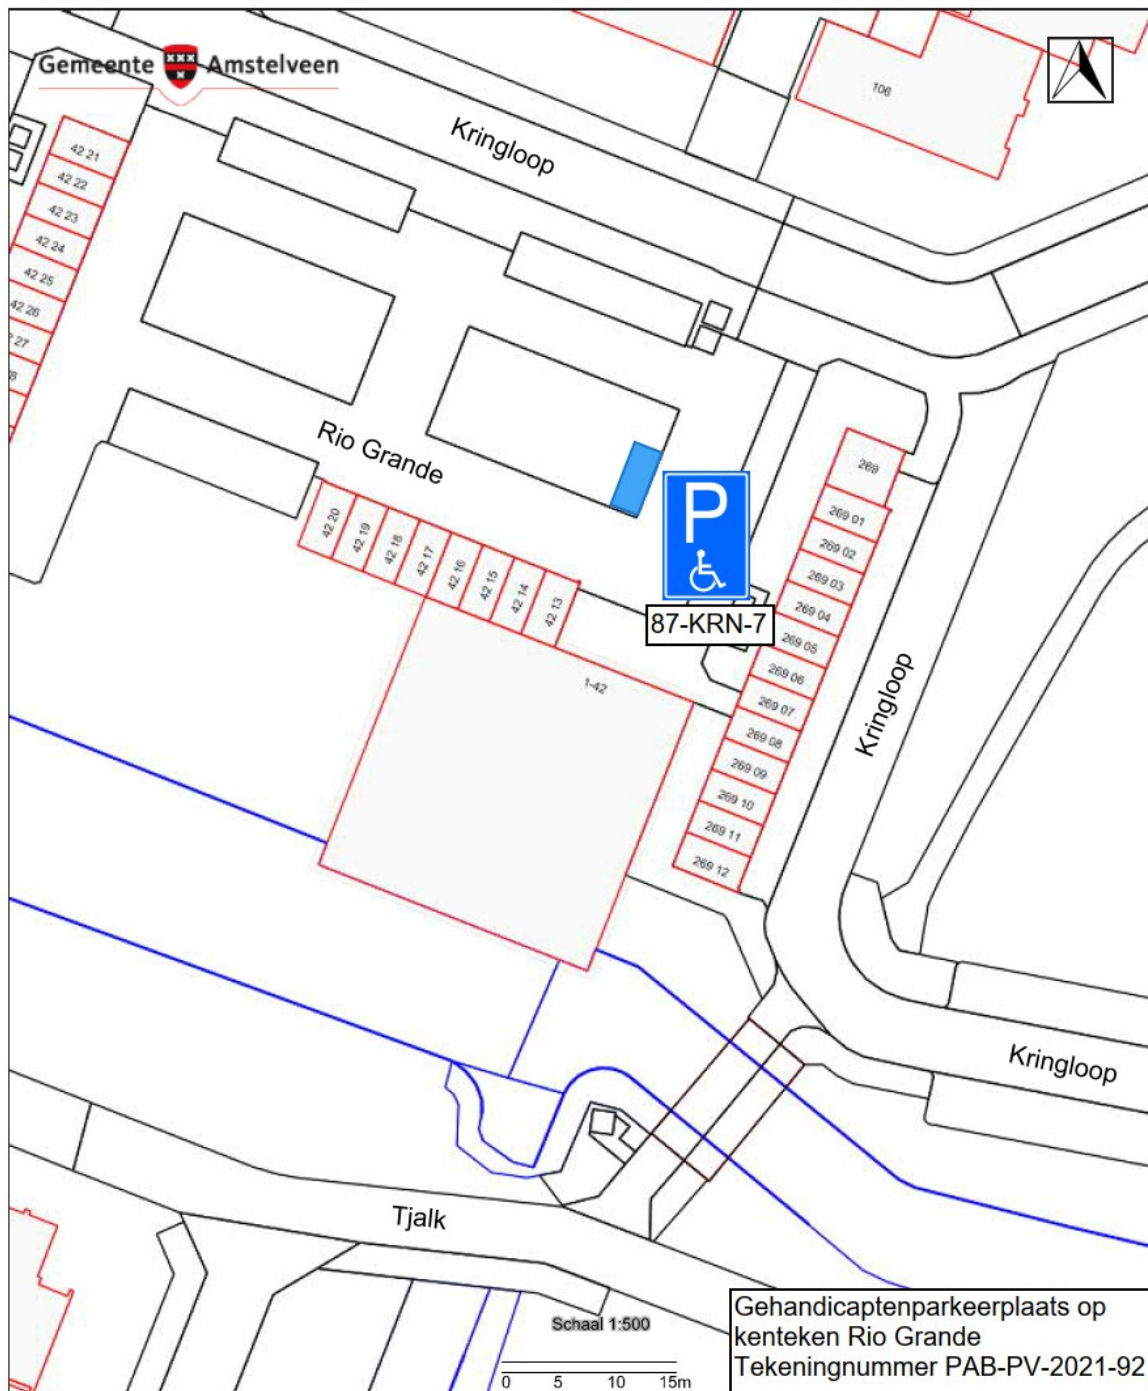 Gemeente Amstelveen
106
Kringloop
42 21
42 22
42 23
42 24
42 25
42 26
27
Rio Grande
269
269 01
269 02
269 03
269 04
269 05
269 06
269 07
269 08
269 09
269 10
269 11
269 12
42 20
42 19
42 18
42 17
42 16
42 15
42 14
42 13
P
87-KRN-7
1-42
Kringloop
Kringloop
Tjalk
Schaal 1:500
0 5 10 15m
Gehandicaptenparkeerplaats op
kenteken Rio Grande
Tekeningnummer PAB-PV-2021-92